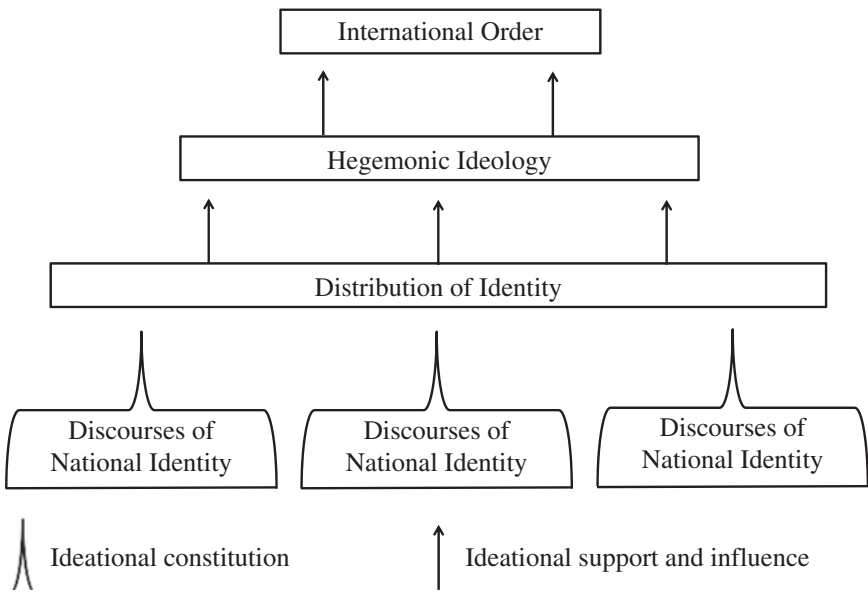 International Order
Hegemonic Ideology
Distribution of Identity
Discourses of
National Identity
Discourses of
National Identity
Discourses of
National Identity
Ideational constitution
Ideational support and influence